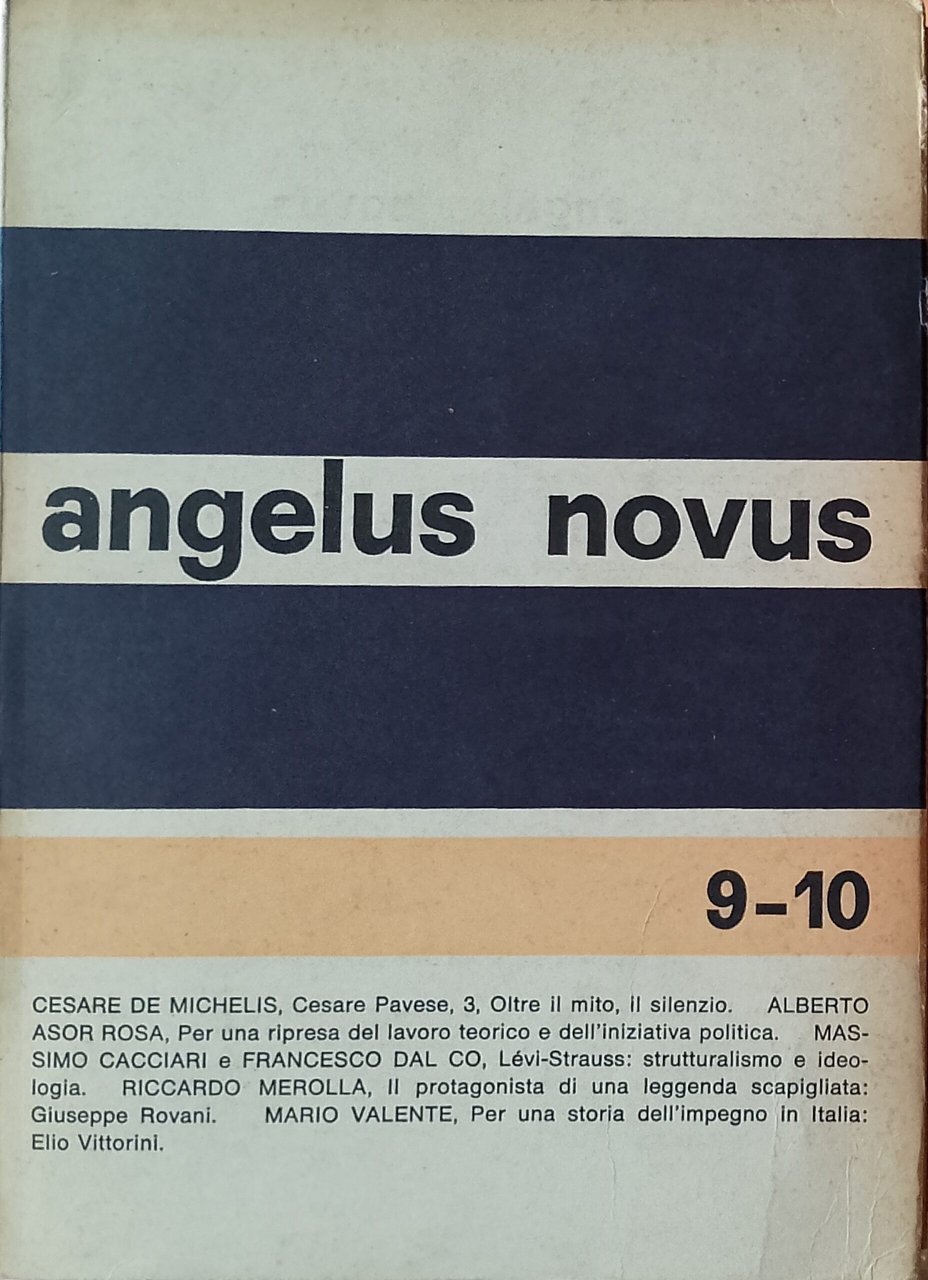 angelus novus
9-10
CESARE DE MICHELIS, Cesare Pavese, 3, Oltre il mito, il silenzio. ALBERTO
ASOR ROSA, Per una ripresa del lavoro teorico e dell'iniziativa politica. MAS-
SIMO CACCIARI e FRANCESCO DAL CO, Lévi-Strauss: strutturalismo e ideo-
logia. RICCARDO MEROLLA, Il protagonista di una leggenda scapigliata:
Giuseppe Rovani. MARIO VALENTE, Per una storia dell'impegno in Italia:
Elio Vittorini.